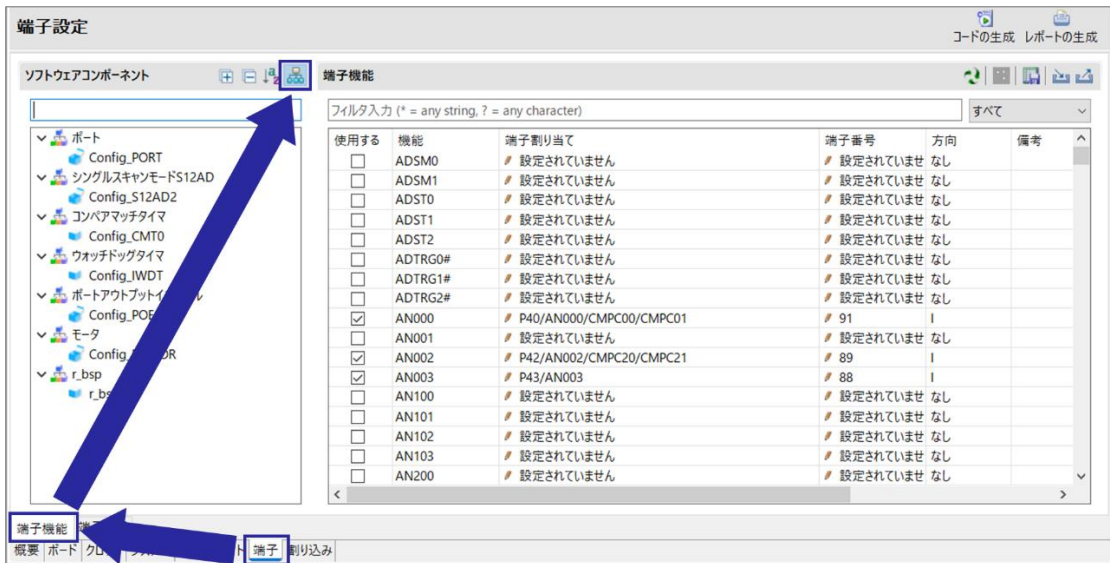 端子設定
コードの生成 レポートの生成
ソフトウェアコンポーネント
端子機能
フィルタ入力 (* = any string, ? = any character)
すべて
ポート
Config_PORT
シングルスキャンモードS12AD
Config_S12AD2
コンペアマッチタイマ
Config_CMT0
ウォッチドッグタイマ
Config_IWDT
ポートアウトプットイ
モータ
r_bsp
使用する 機能 端子割り当て 端子番号 方向 備考
ADSM0 設定されていません 設定されていませ なし
ADSM1 設定されていません 設定されていませ なし
ADST0 設定されていません 設定されていませ なし
ADST1 設定されていません 設定されていませ なし
ADST2 設定されていません 設定されていませ なし
ADTRG0# 設定されていません 設定されていませ なし
ADTRG1# 設定されていません 設定されていませ なし
ADTRG2# 設定されていません 設定されていませ なし
AN000 P40/AN000/CMPC00/CMPC01 91 I
AN001 設定されていません 設定されていませ なし
AN002 P42/AN002/CMPC20/CMPC21 89 I
AN003 P43/AN003 88 I
AN100 設定されていません 設定されていませ なし
AN101 設定されていません 設定されていませ なし
AN102 設定されていません 設定されていませ なし
AN103 設定されていません 設定されていませ なし
AN200 設定されていません 設定されていませ なし
端子機能
概要 ボード 端子 割り込み